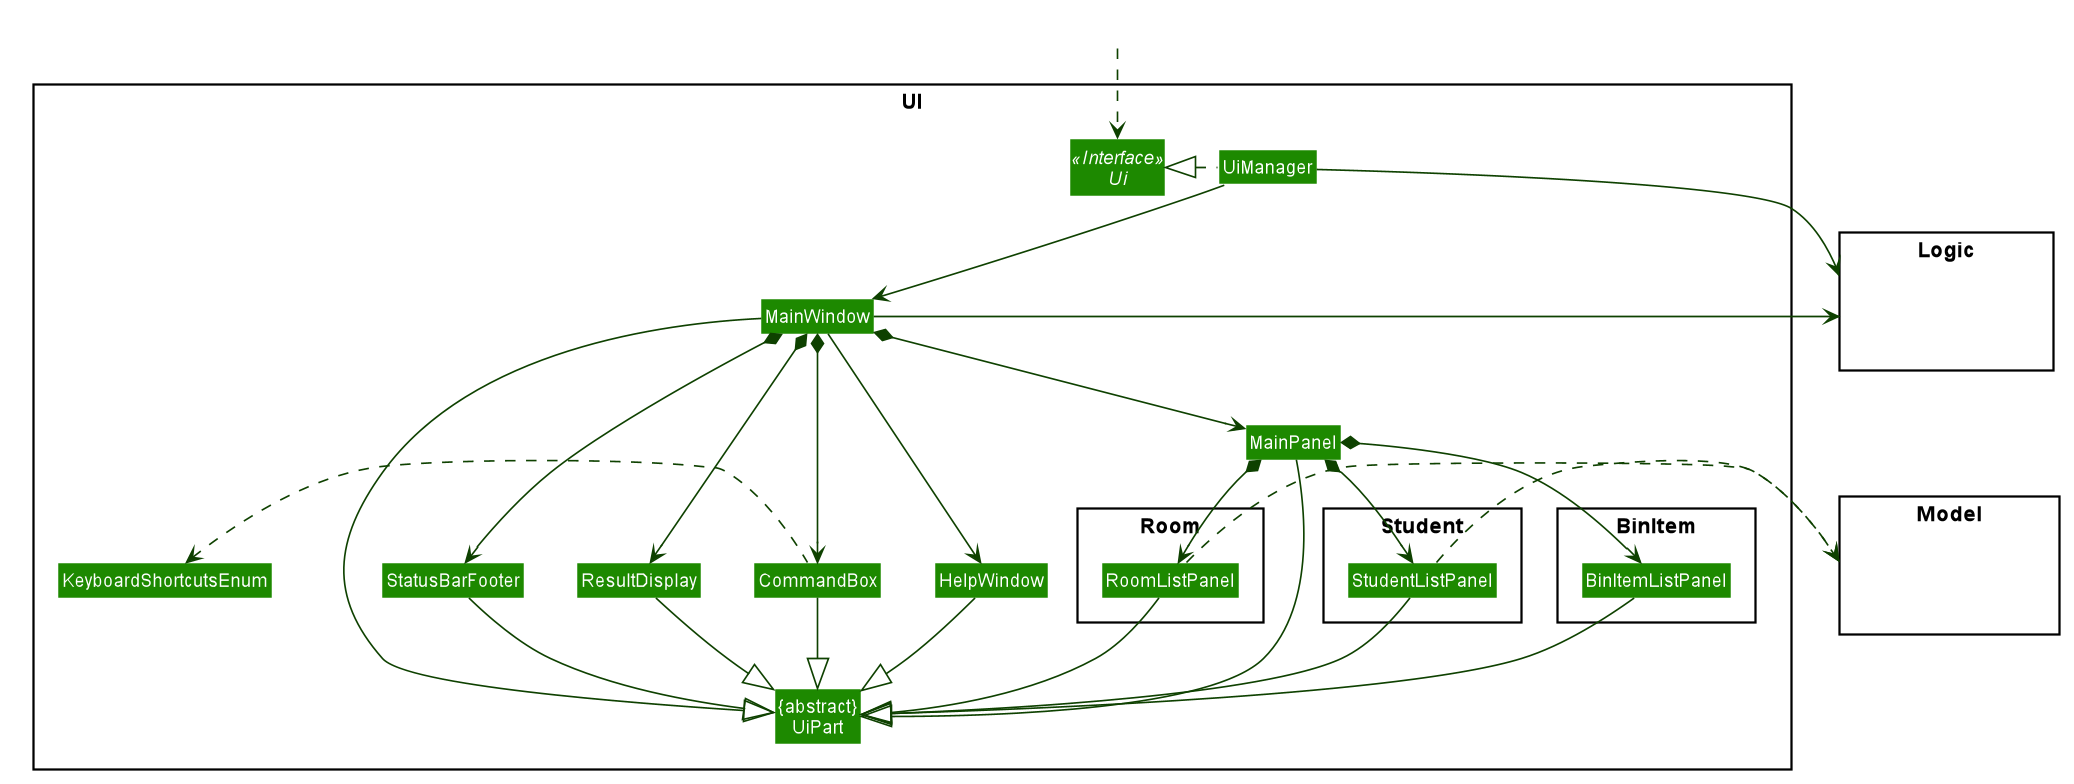 UI
«Interface»
Ui
UiManager
Logic
MainWindow
MainPanel
Room
Student
BinItem
Model
KeyboardShortcutsEnum
StatusBarFooter
ResultDisplay
CommandBox
HelpWindow
RoomListPanel
StudentListPanel
BinItemListPanel
{abstract}
UiPart